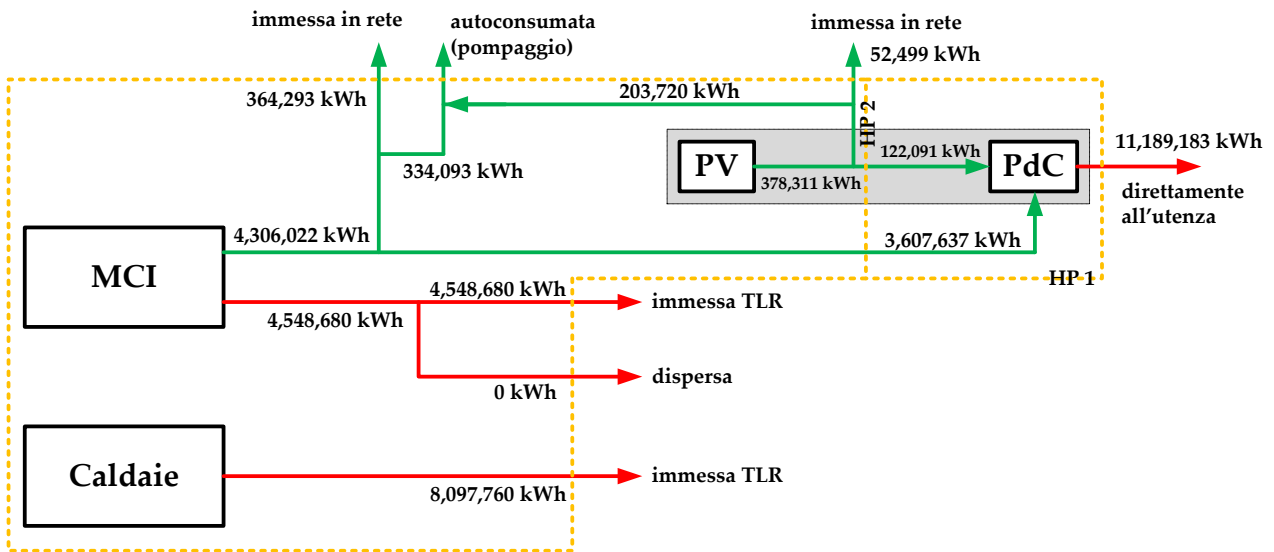 immessa in rete
autoconsumata
(pompaggio)
immessa in rete
52,499 kWh
364,293 kWh
203,720 kWh
HP 2
334,093 kWh
PV
378,311 kWh
122,091 kWh
PdC
11,189,183 kWh
direttamente
all'utenza
MCI
4,306,022 kWh
3,607,637 kWh
HP 1
4,548,680 kWh
4,548,680 kWh
immessa TLR
0 kWh
dispersa
Caldaie
8,097,760 kWh
immessa TLR